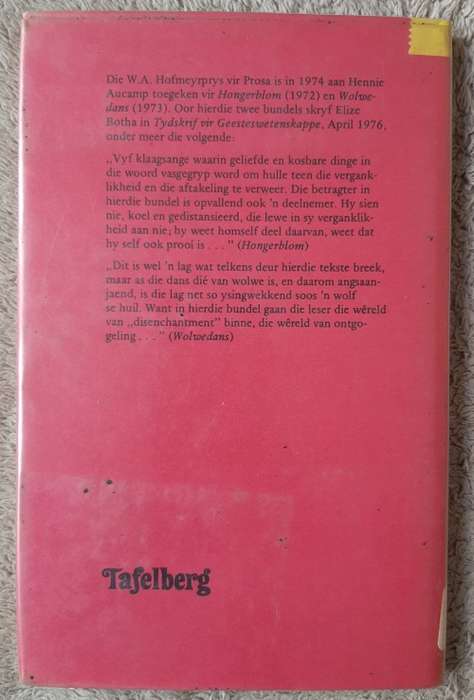 Die W.A. Hofmeyrprys vir Prosa is in 1974 aan Hennie
Aucamp toegeken vir Hongerblom (1972) en Wolwe-
dans (1973). Oor hierdie twee bundels skryf Elize
Botha in Tydskrif vir Geesteswetenskappe, April 1976,
onder meer die volgende:
„Vyf klaagsange waarin geliefde en kosbare dinge in
die woord vasgegryp word om hulle teen die vergank-
likheid en die aftakeling te verweer. Die betragter in
hierdie bundel is opvallend ook 'n deelnemer. Hy sien
nie, koel en gedistansieerd, die lewe in sy verganklik-
heid aan nie; hy weet homself deel daarvan, weet dat
hy self ook prooi is . . ." (Hongerblom)
„Dit is wel 'n lag wat telkens deur hierdie tekste breek,
maar as die dans dié van wolwe is, en daarom angsaan-
jaend, is die lag net so ysingwekkend soos 'n wolf
se huil. Want in hierdie bundel gaan die leser die wêreld
van „disenchantment" binne, die wêreld van ontgo-
geling . . ." (Wolwedans)
Tafelberg